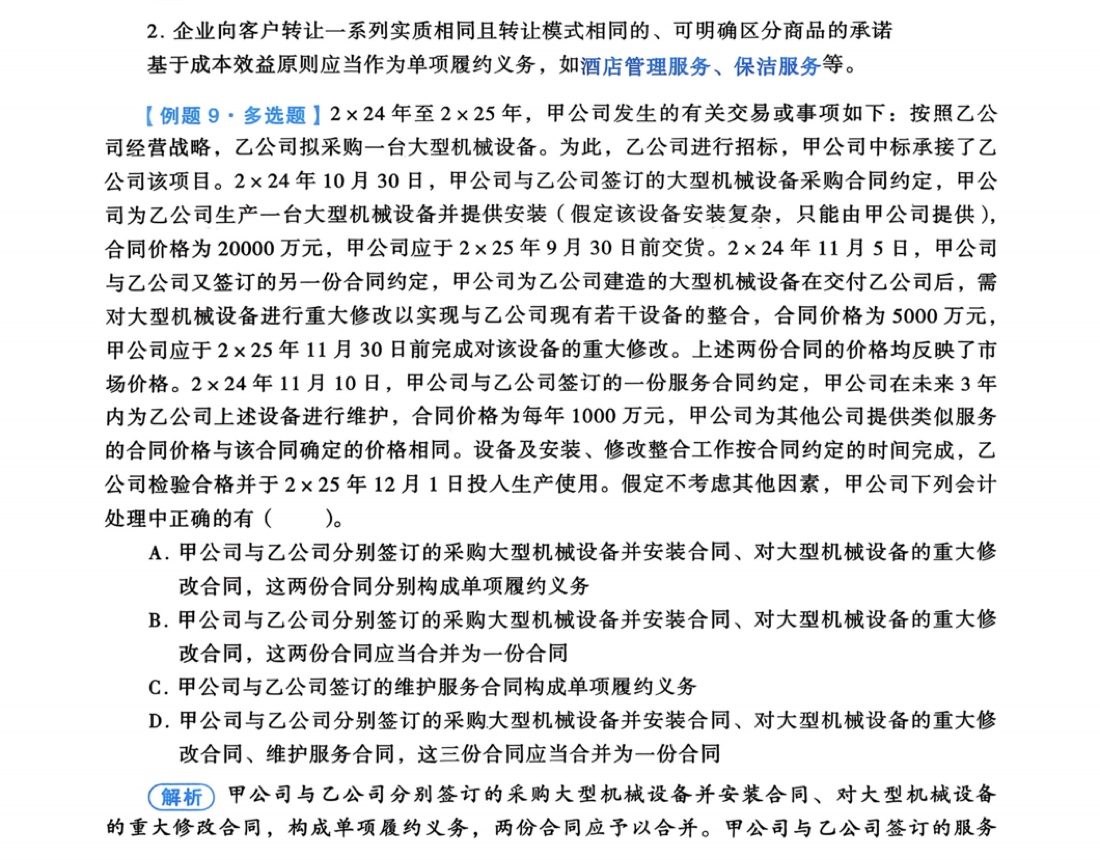 2. 企业向客户转让一系列实质相同且转让模式相同的、可明确区分商品的承诺
基于成本效益原则应当作为单项履约义务，如酒店管理服务、保洁服务等。
【例题 9·多选题】2×24 年至 2×25 年，甲公司发生的有关交易或事项如下：按照乙公
司经营战略，乙公司拟采购一台大型机械设备。为此，乙公司进行招标，甲公司中标承接了乙
公司该项目。2×24 年 10 月 30 日，甲公司与乙公司签订的大型机械设备采购合同约定，甲公
司为乙公司生产一台大型机械设备并提供安装（假定该设备安装复杂，只能由甲公司提供），
合同价格为 20000 万元，甲公司应于 2×25 年 9 月 30 日前交货。2×24 年 11 月 5 日，甲公司
与乙公司又签订的另一份合同约定，甲公司为乙公司建造的大型机械设备在交付乙公司后，需
对大型机械设备进行重大修改以实现与乙公司现有若干设备的整合，合同价格为 5000 万元，
甲公司应于 2×25 年 11 月 30 日前完成对该设备的重大修改。上述两份合同的价格均反映了市
场价格。2×24 年 11 月 10 日，甲公司与乙公司签订的一份服务合同约定，甲公司在未来 3 年
内为乙公司上述设备进行维护，合同价格为每年 1000 万元，甲公司为其他公司提供类似服务
的合同价格与该合同确定的价格相同。设备及安装、修改整合工作按合同约定的时间完成，乙
公司检验合格并于 2×25 年 12 月 1 日投入生产使用。假定不考虑其他因素，甲公司下列会计
处理中正确的有（　　）。
A. 甲公司与乙公司分别签订的采购大型机械设备并安装合同、对大型机械设备的重大修
改合同，这两份合同分别构成单项履约义务
B. 甲公司与乙公司分别签订的采购大型机械设备并安装合同、对大型机械设备的重大修
改合同，这两份合同应当合并为一份合同
C. 甲公司与乙公司签订的维护服务合同构成单项履约义务
D. 甲公司与乙公司分别签订的采购大型机械设备并安装合同、对大型机械设备的重大修
改合同、维护服务合同，这三份合同应当合并为一份合同
解析 甲公司与乙公司分别签订的采购大型机械设备并安装合同、对大型机械设备
的重大修改合同，构成单项履约义务，两份合同应予以合并。甲公司与乙公司签订的服务